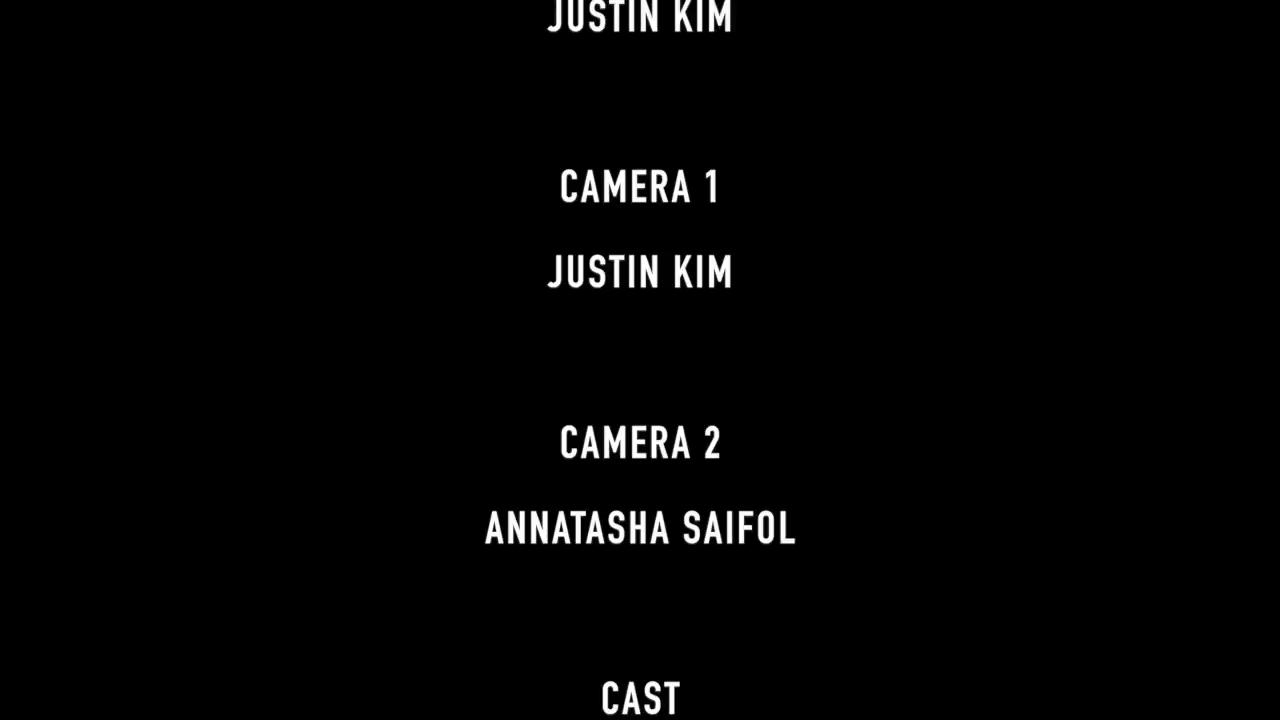 JUSTIN KIM
CAMERA 1
JUSTIN KIM
CAMERA 2
ANNATASHA SAIFOL
CAST